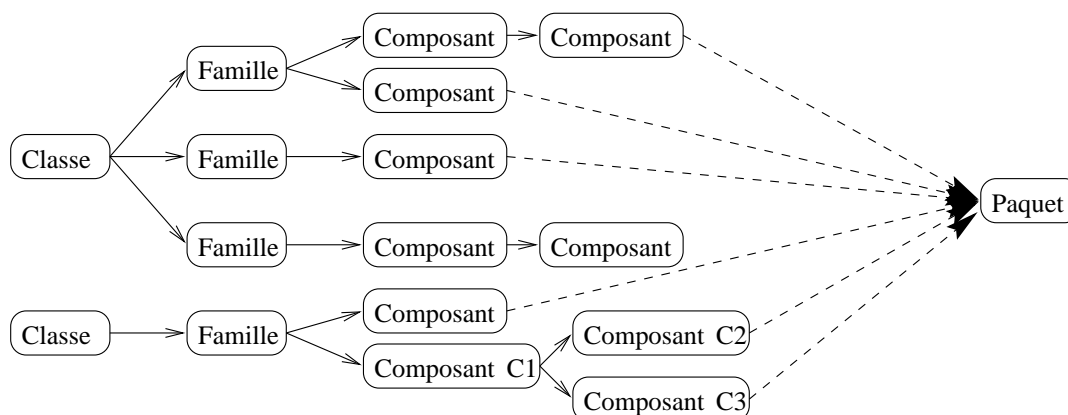 Composant
Composant
Famille
Composant
Classe
Famille
Composant
Paquet
Famille
Composant
Composant
Composant
Classe
Famille
Composant C2
Composant C1
Composant C3